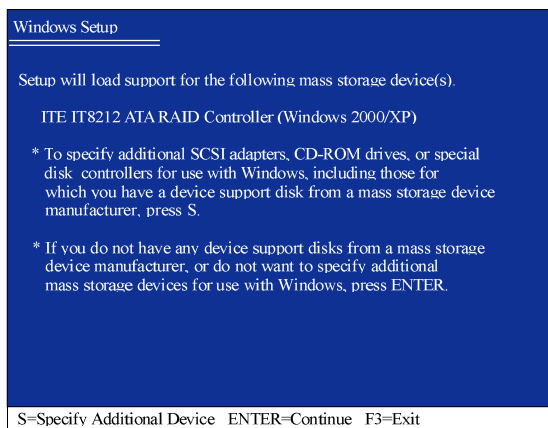 Windows Setup
Setup will load support for the following mass storage device(s).
ITE IT8212 ATA RAID Controller (Windows 2000/XP)
* To specify additional SCSI adapters, CD-ROM drives, or special
disk controllers for use with Windows, including those for
which you have a device support disk from a mass storage device
manufacturer, press S.
* If you do not have any device support disks from a mass storage
device manufacturer, or do not want to specify additional
mass storage devices for use with Windows, press ENTER.
S=Specify Additional Device ENTER=Continue F3=Exit